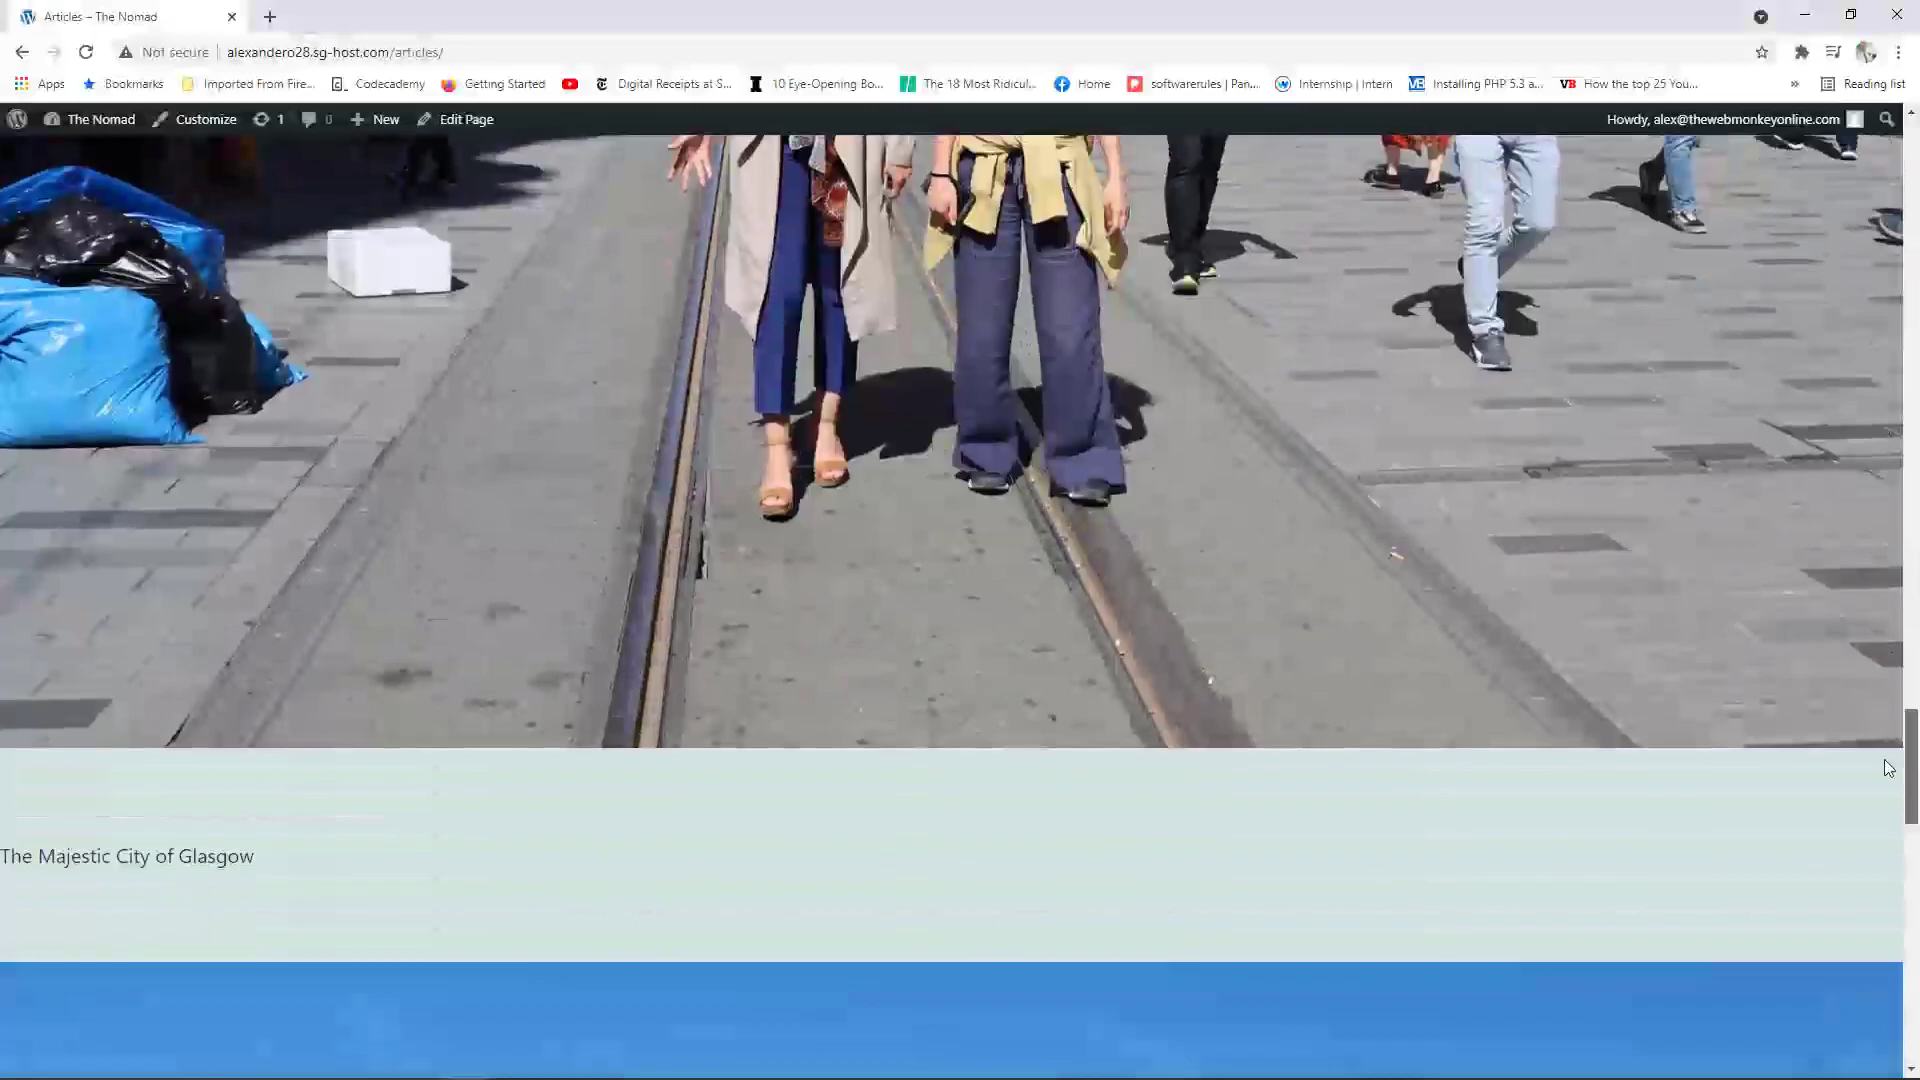 Articles – The Nomad
Not secure
alexandero28.sg-host.com/articles/
Apps
Bookmarks
Imported From Fire...
Codecademy
Getting Started
Digital Receipts at S...
10 Eye-Opening Bo...
The 18 Most Ridicul...
Home
softwarerules | Pan...
Internship | Intern
Installing PHP 5.3 a...
How the top 25 You...
»
Reading list
The Nomad
Customize
1
0
New
Edit Page
Howdy, alex@thewebmonkeyonline.com
The Majestic City of Glasgow